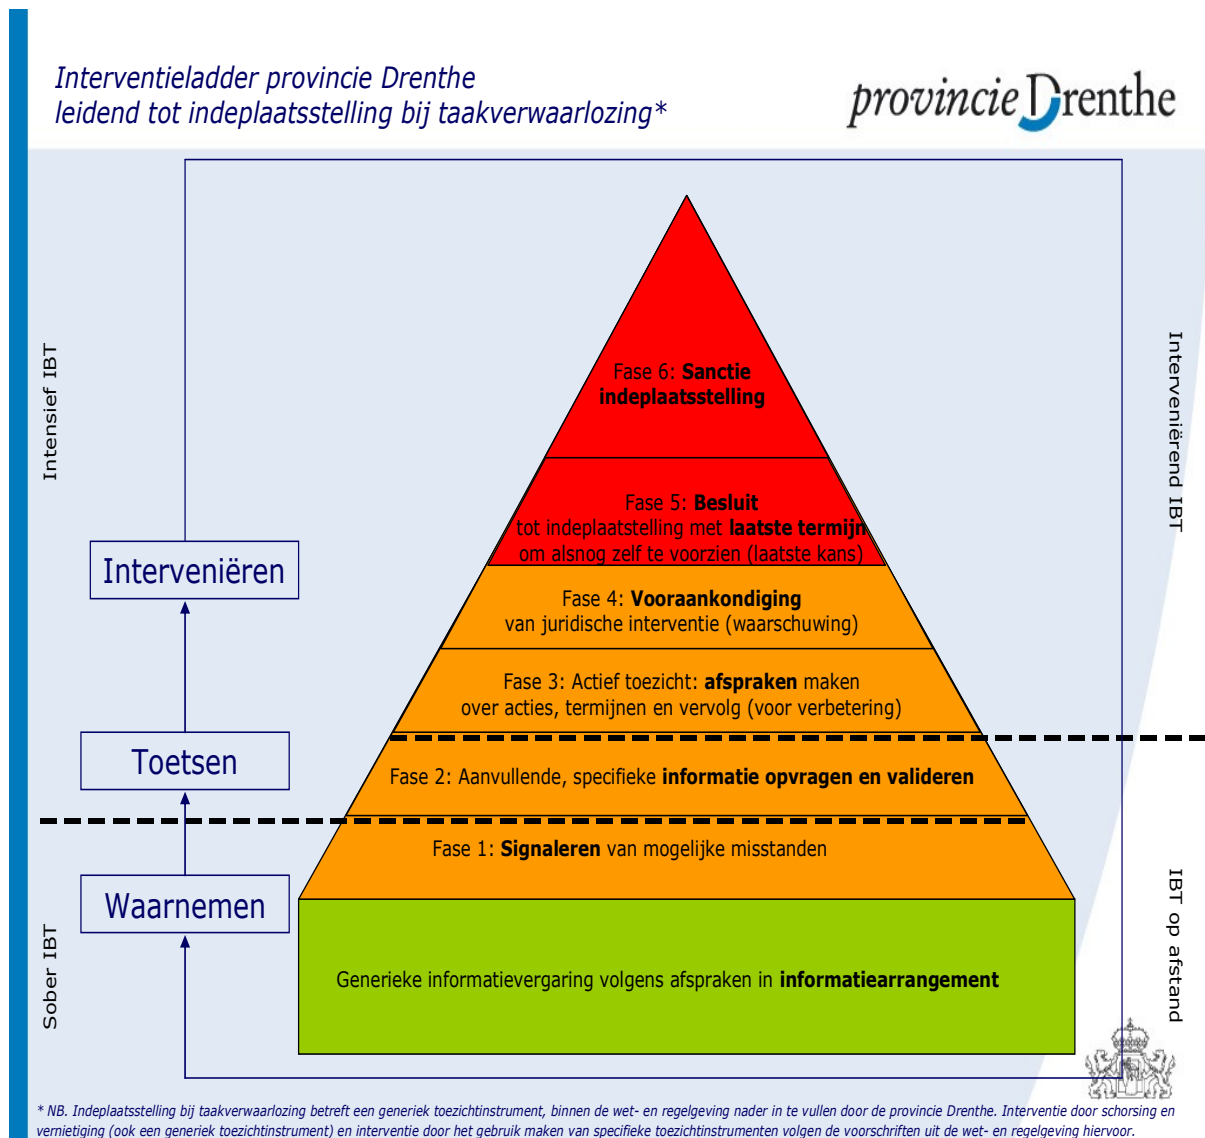 Interventieladder provincie Drenthe
leidend tot indeplaatsstelling bij taakverwaarlozing*
provincie Drenthe
Intensief IBT
Interveniërend IBT
Fase 6: Sanctie
indeplaatsstelling
Fase 5: Besluit
tot indeplaatstelling met laatste termijn
om alsnog zelf te voorzien (laatste kans)
Interveniëren
Fase 4: Vooraankondiging
van juridische interventie (waarschuwing)
Fase 3: Actief toezicht: afspraken maken
over acties, termijnen en vervolg (voor verbetering)
Toetsen
Fase 2: Aanvullende, specifieke informatie opvragen en valideren
Fase 1: Signaleren van mogelijke misstanden
Waarnemen
Sober IBT
IBT op afstand
Generieke informatievergaring volgens afspraken in informatiearrangement
* NB. Indeplaatsstelling bij taakverwaarlozing betreft een generiek toezichtinstrument, binnen de wet- en regelgeving nader in te vullen door de provincie Drenthe. Interventie door schorsing en
vernietiging (ook een generiek toezichtinstrument) en interventie door het gebruik maken van specifieke toezichtinstrumenten volgen de voorschriften uit de wet- en regelgeving hiervoor.